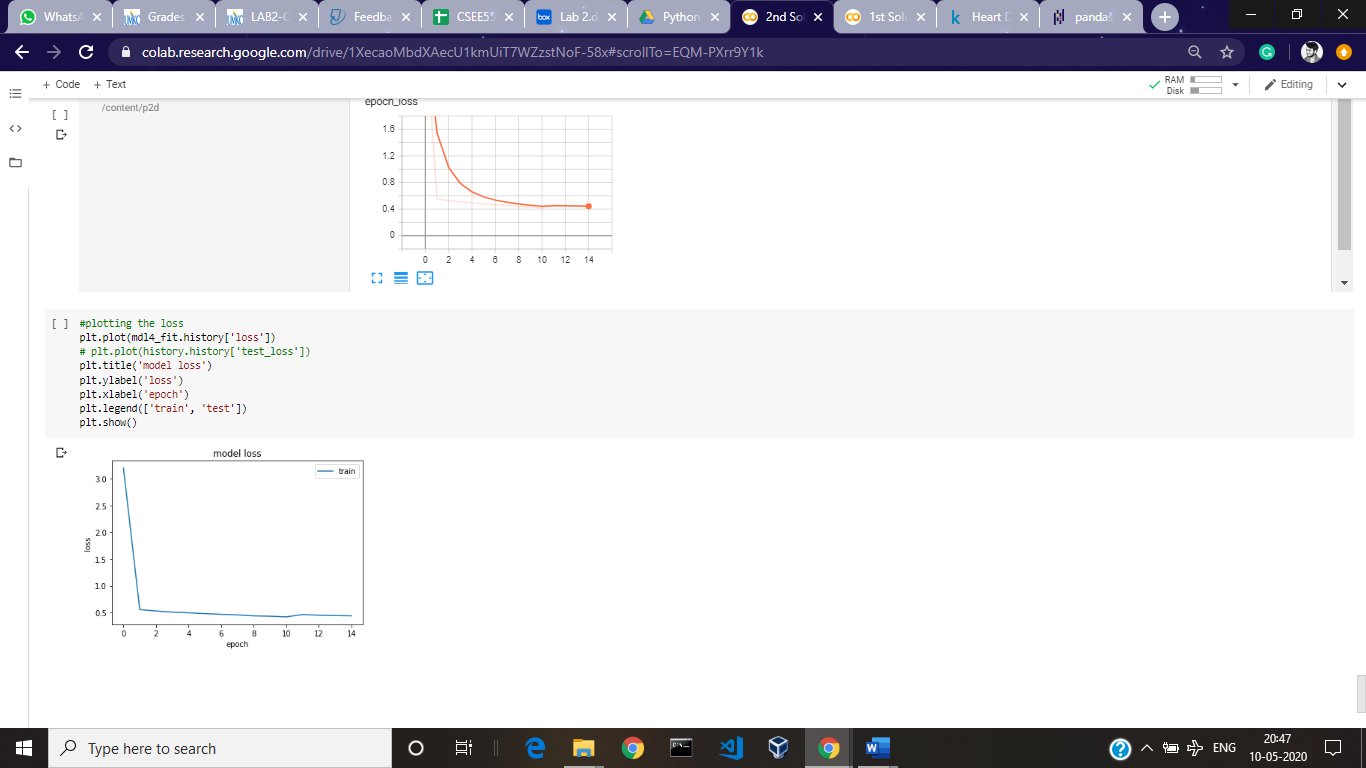 WhatsA
Grades
LAB2-C
Feedba
CSEE55
Lab 2.d
Python
2nd Sol
1st Solu
Heart D
pandas
colab.research.google.com/drive/1XecaoMbdXAecU1kmUiT7WZzstNoF-58x#scrollTo=EQM-PXrr9Y1k
+ Code + Text
RAM
Disk
Editing
/content/p2d
epoch_loss
1.6
1.2
0.8
0.4
0
0 2 4 6 8 10 12 14
[ ]
[ ] #plotting the loss
plt.plot(mdl4_fit.history['loss'])
# plt.plot(history.history['test_loss'])
plt.title('model loss')
plt.ylabel('loss')
plt.xlabel('epoch')
plt.legend(['train', 'test'])
plt.show()
model loss
train
3.0
2.5
2.0
1.5
1.0
0.5
loss
0 2 4 6 8 10 12 14
epoch
Type here to search
ENG
20:47
10-05-2020